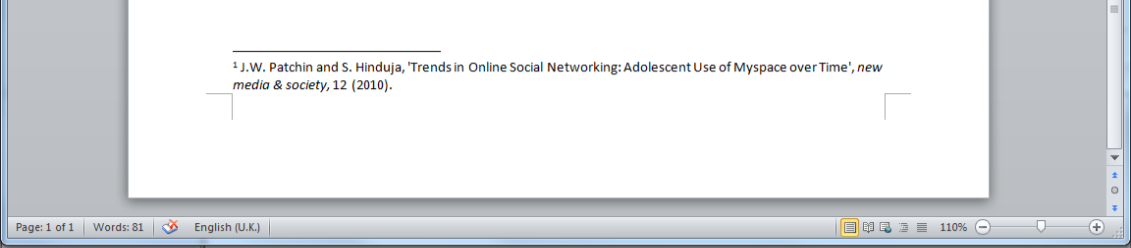 1 J.W. Patchin and S. Hinduja, 'Trends in Online Social Networking: Adolescent Use of Myspace over Time', new
media & society, 12 (2010).
Page: 1 of 1 Words: 81 English (U.K.) 110%